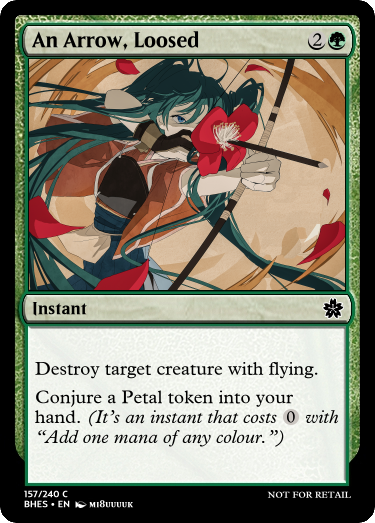 An Arrow, Loosed 2
Instant
Destroy target creature with flying.
Conjure a Petal token into your
hand. (It's an instant that costs 0 with
“Add one mana of any colour.”)
157/240 C
BHES • EN M18UUUUK
NOT FOR RETAIL